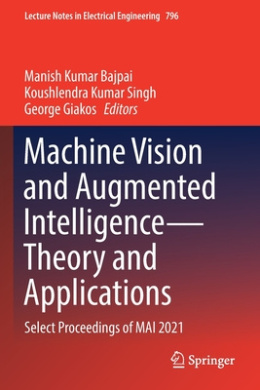 Lecture Notes in Electrical Engineering 796
Manish Kumar Bajpai
Koushlendra Kumar Singh
George Giakos Editors
Machine Vision
and Augmented
Intelligence—
Theory and
Applications
Select Proceedings of MAI 2021
Springer